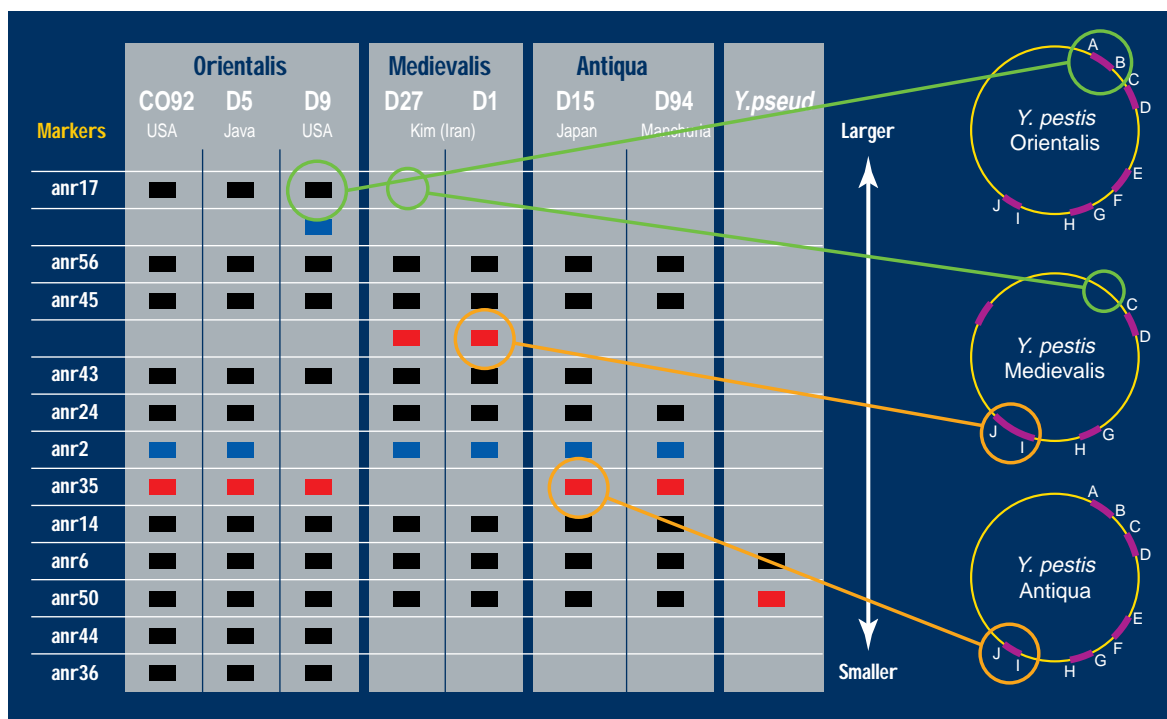 Orientalis Medievalis Antiqua
CO92 D5 D9 D27 D1 D15 D94 Y.pseud
Markers USA Java USA Kim (Iran) Japan Manchuria
anr17
anr56
anr45
anr43
anr24
anr2
anr35
anr14
anr6
anr50
anr44
anr36
Larger
Smaller
A
B
C
D
Y. pestis
Orientalis
E
F
G
H
I
J
C
D
Y. pestis
Medievalis
G
H
I
J
A
B
C
D
Y. pestis
Antiqua
E
F
G
H
I
J